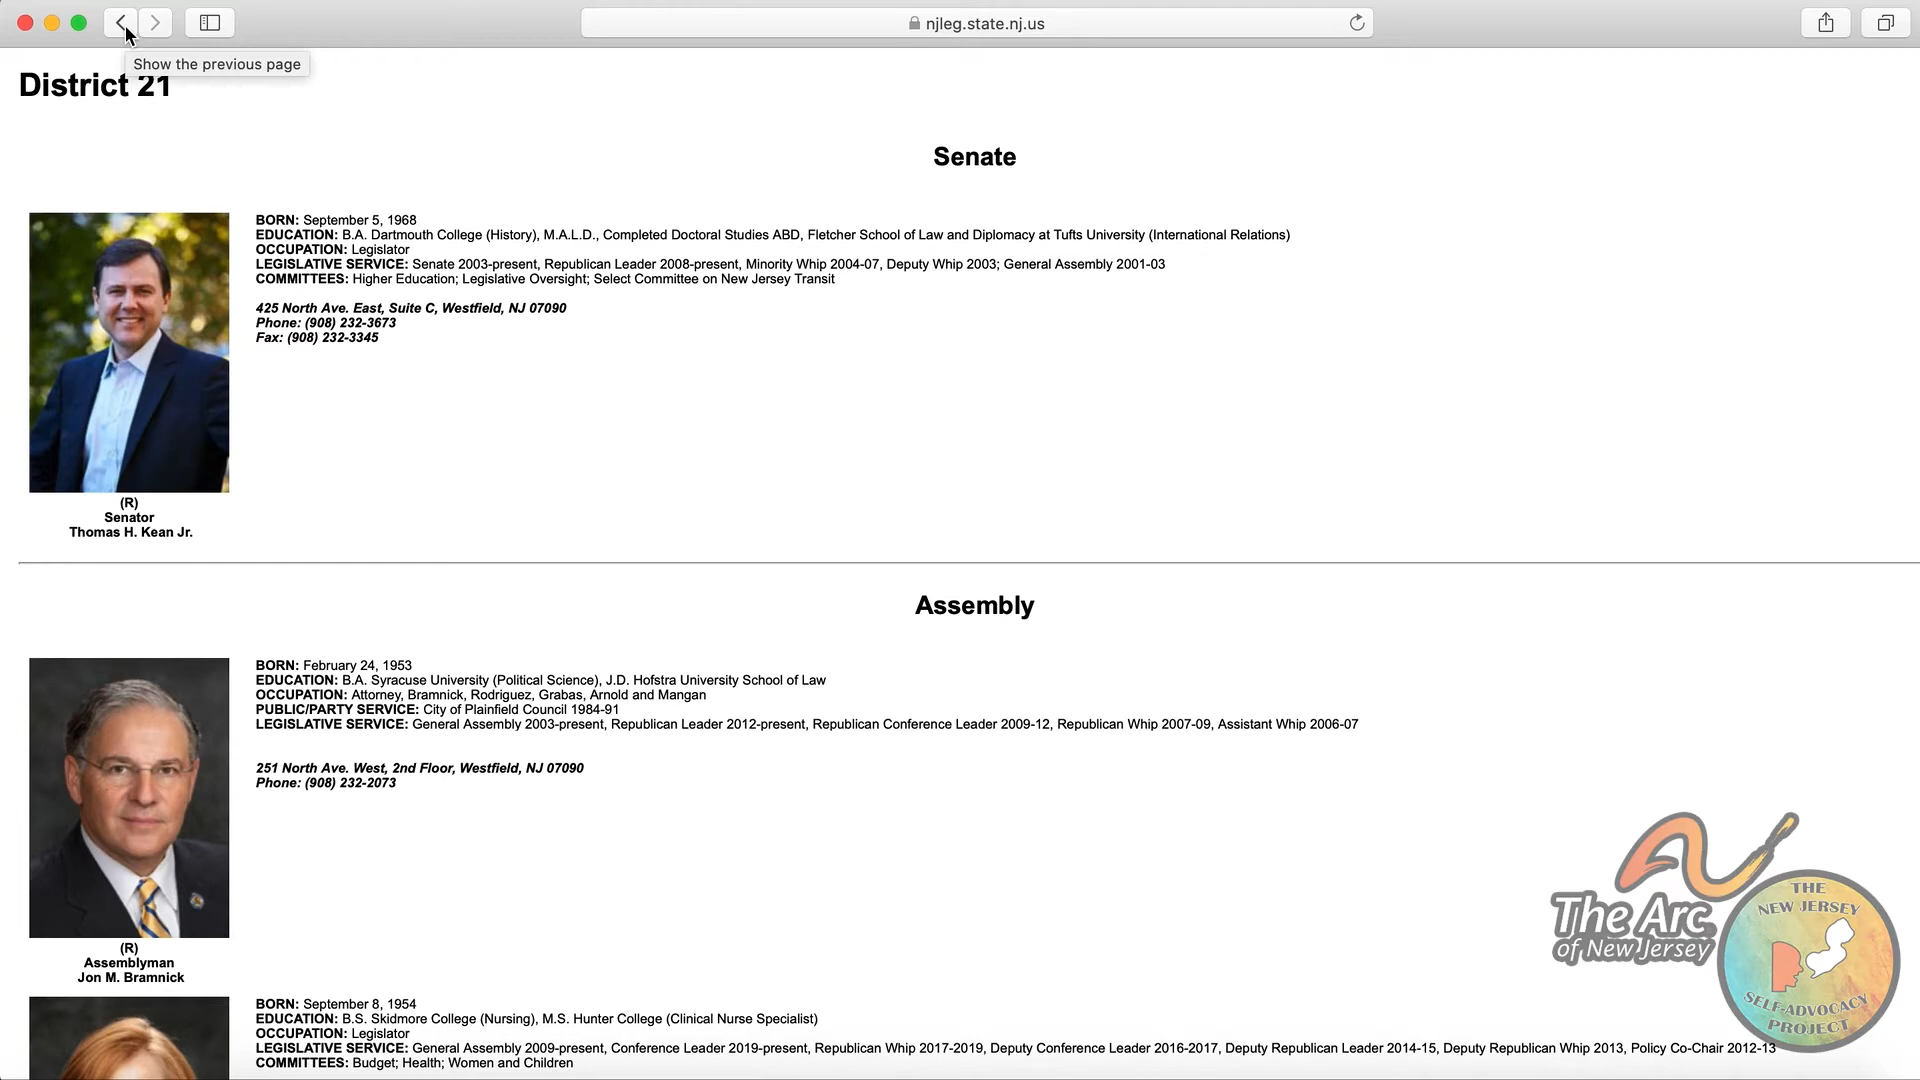 njleg.state.nj.us
Show the previous page
District 21
Senate
BORN: September 5, 1968
EDUCATION: B.A. Dartmouth College (History), M.A.L.D., Completed Doctoral Studies ABD, Fletcher School of Law and Diplomacy at Tufts University (International Relations)
OCCUPATION: Legislator
LEGISLATIVE SERVICE: Senate 2003-present, Republican Leader 2008-present, Minority Whip 2004-07, Deputy Whip 2003; General Assembly 2001-03
COMMITTEES: Higher Education; Legislative Oversight; Select Committee on New Jersey Transit
425 North Ave. East, Suite C, Westfield, NJ 07090
Phone: (908) 232-3673
Fax: (908) 232-3345
(R)
Senator
Thomas H. Kean Jr.
Assembly
BORN: February 24, 1953
EDUCATION: B.A. Syracuse University (Political Science), J.D. Hofstra University School of Law
OCCUPATION: Attorney, Bramnick, Rodriguez, Grabas, Arnold and Mangan
PUBLIC/PARTY SERVICE: City of Plainfield Council 1984-91
LEGISLATIVE SERVICE: General Assembly 2003-present, Republican Leader 2012-present, Republican Conference Leader 2009-12, Republican Whip 2007-09, Assistant Whip 2006-07
251 North Ave. West, 2nd Floor, Westfield, NJ 07090
Phone: (908) 232-2073
(R)
Assemblyman
Jon M. Bramnick
BORN: September 8, 1954
EDUCATION: B.S. Skidmore College (Nursing), M.S. Hunter College (Clinical Nurse Specialist)
OCCUPATION: Legislator
LEGISLATIVE SERVICE: General Assembly 2009-present, Conference Leader 2019-present, Republican Whip 2017-2019, Deputy Conference Leader 2016-2017, Deputy Republican Leader 2014-15, Deputy Republican Whip 2013, Policy Co-Chair 2012-13
COMMITTEES: Budget; Health; Women and Children
The Arc
of New Jersey
THE
NEW JERSEY
SELF-ADVOCACY
PROJECT